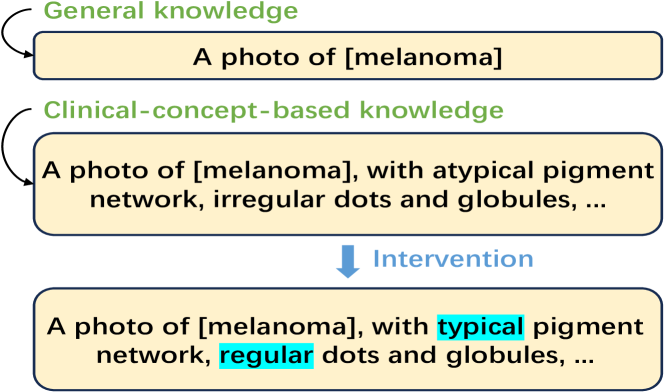 General knowledge
A photo of [melanoma]
Clinical-concept-based knowledge
A photo of [melanoma], with atypical pigment
network, irregular dots and globules, ...
Intervention
A photo of [melanoma], with typical pigment
network, regular dots and globules, ...